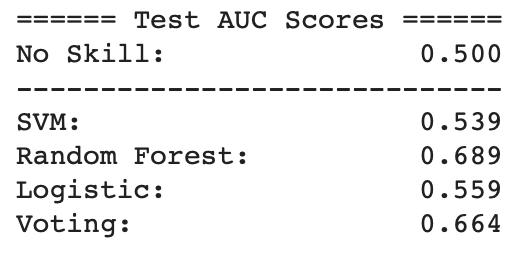 ====== Test AUC Scores ======
No Skill:               0.500
-----------------------------
SVM:                    0.539
Random Forest:          0.689
Logistic:               0.559
Voting:                 0.664